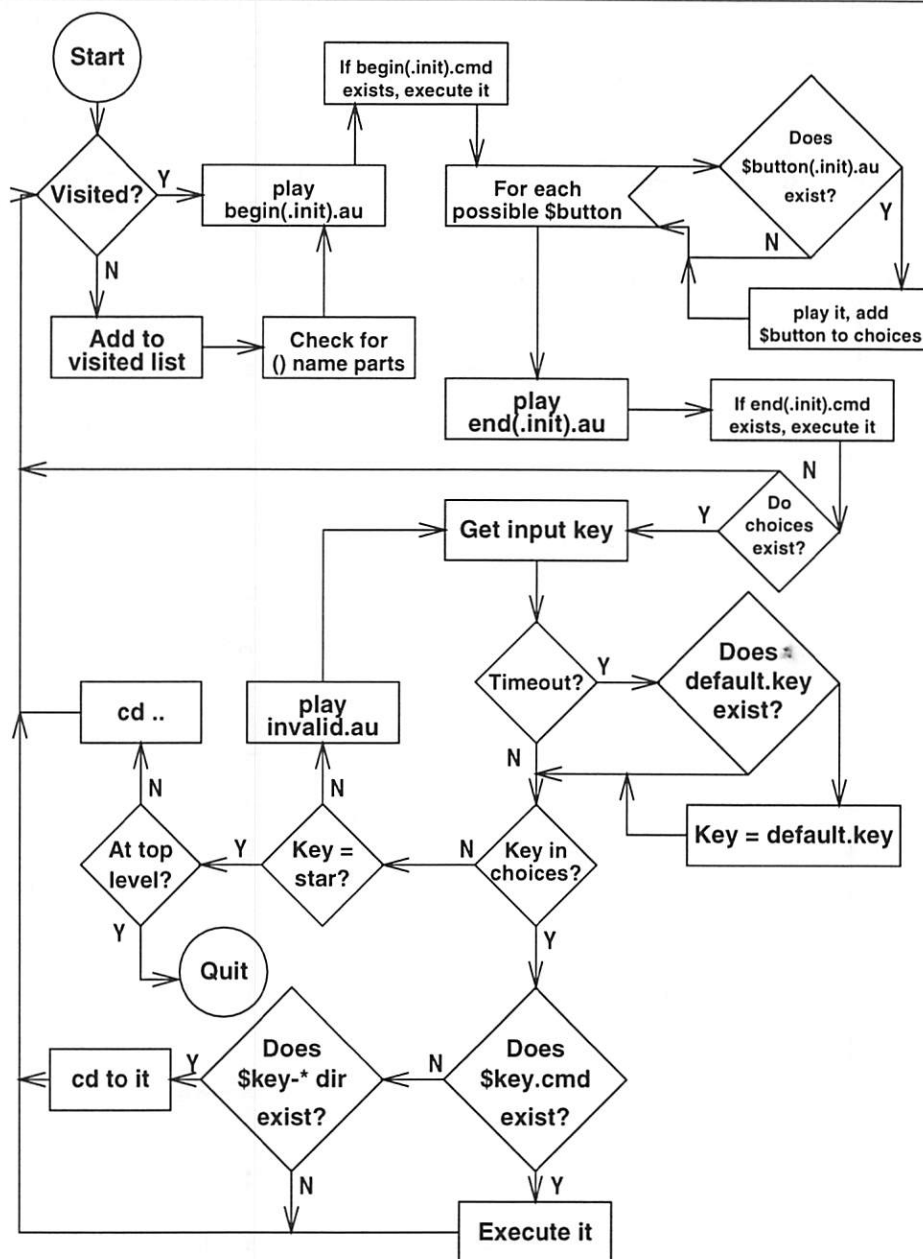 Start
If begin(.init).cmd
exists, execute it
Does
$button(.init).au
exist?
Visited?
Y
play
begin(.init).au
For each
possible $button
N
Y
N
Add to
visited list
Check for
() name parts
play it, add
$button to choices
play
end(.init).au
If end(.init).cmd
exists, execute it
N
Do
choices
exist?
Y
Get input key
Timeout?
Y
Does
default.key
exist?
cd ..
play
invalid.au
N
N
N
Key = default.key
At top
level?
Y
Key =
star?
N
Key in
choices?
Y
Y
Quit
Does
$key-* dir
exist?
N
Does
$key.cmd
exist?
Y
cd to it
N
Y
Execute it